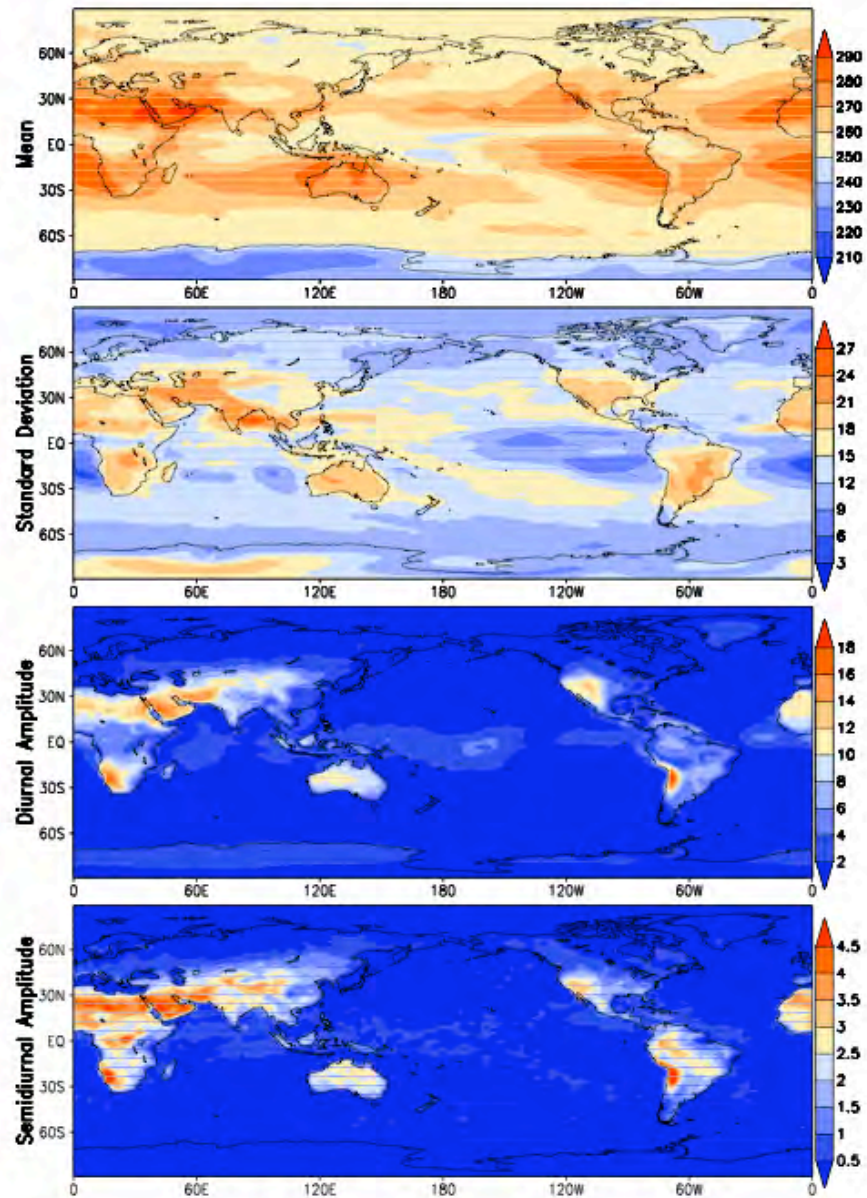 Mean
60N
30N
EQ
30S
60S
0 60E 120E 180 120W 60W 0
290
280
270
260
250
240
230
220
210
Standard Deviation
60N
30N
EQ
30S
60S
0 60E 120E 180 120W 60W 0
27
24
21
18
15
12
9
6
3
Diurnal Amplitude
60N
30N
EQ
30S
60S
0 60E 120E 180 120W 60W 0
18
16
14
12
10
8
6
4
2
Semidiurnal Amplitude
60N
30N
EQ
30S
60S
0 60E 120E 180 120W 60W 0
4.5
4
3.5
3
2.5
2
1.5
1
0.5